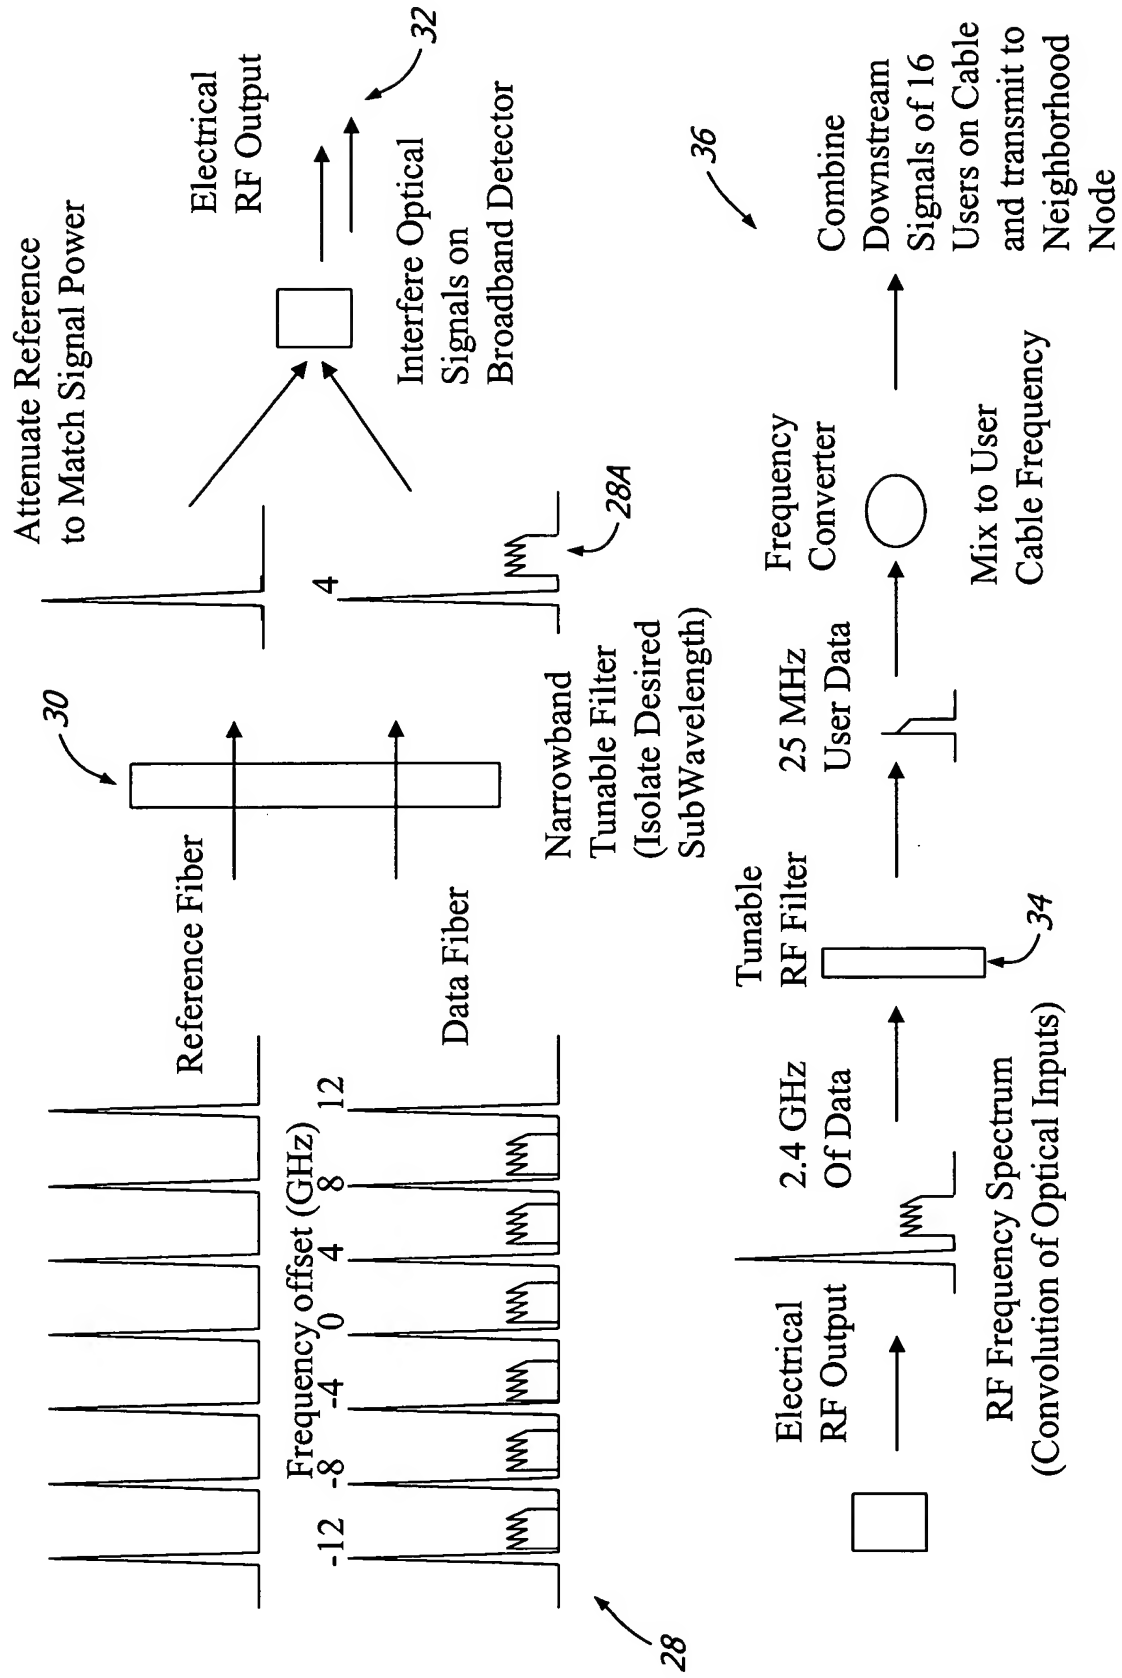 Reference Fiber
30
Attenuate Reference
to Match Signal Power
Frequency offset (GHz)
-12
-8
-4
0
4
8
12
Data Fiber
28
Narrowband
Tunable Filter
(Isolate Desired
SubWavelength)
4
28A
Electrical
RF Output
32
Interfere Optical
Signals on
Broadband Detector
Electrical
RF Output
RF Frequency Spectrum
((Convolution of Optical Inputs)
2.4 GHz
Of Data
Tunable
RF Filter
34
25 MHz
User Data
Frequency
Converter
Mix to User
Cable Frequency
36
Combine
Downstream
Signals of 16
Users on Cable
and transmit to
Neighborhood
Node